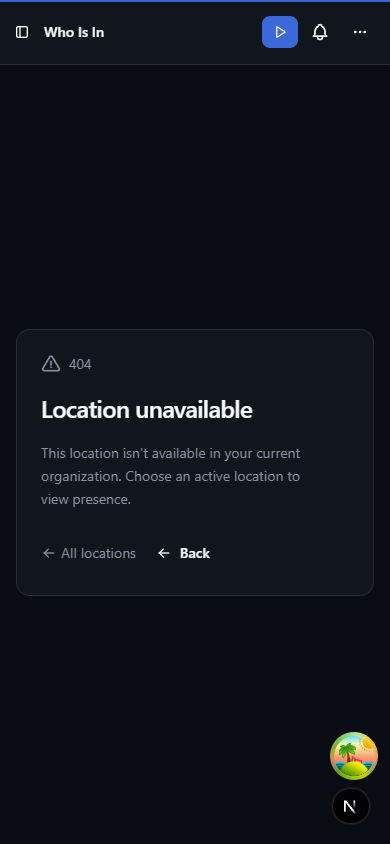 Who Is In
404
Location unavailable
This location isn't available in your current
organization. Choose an active location to
view presence.
← All locations ← Back
N